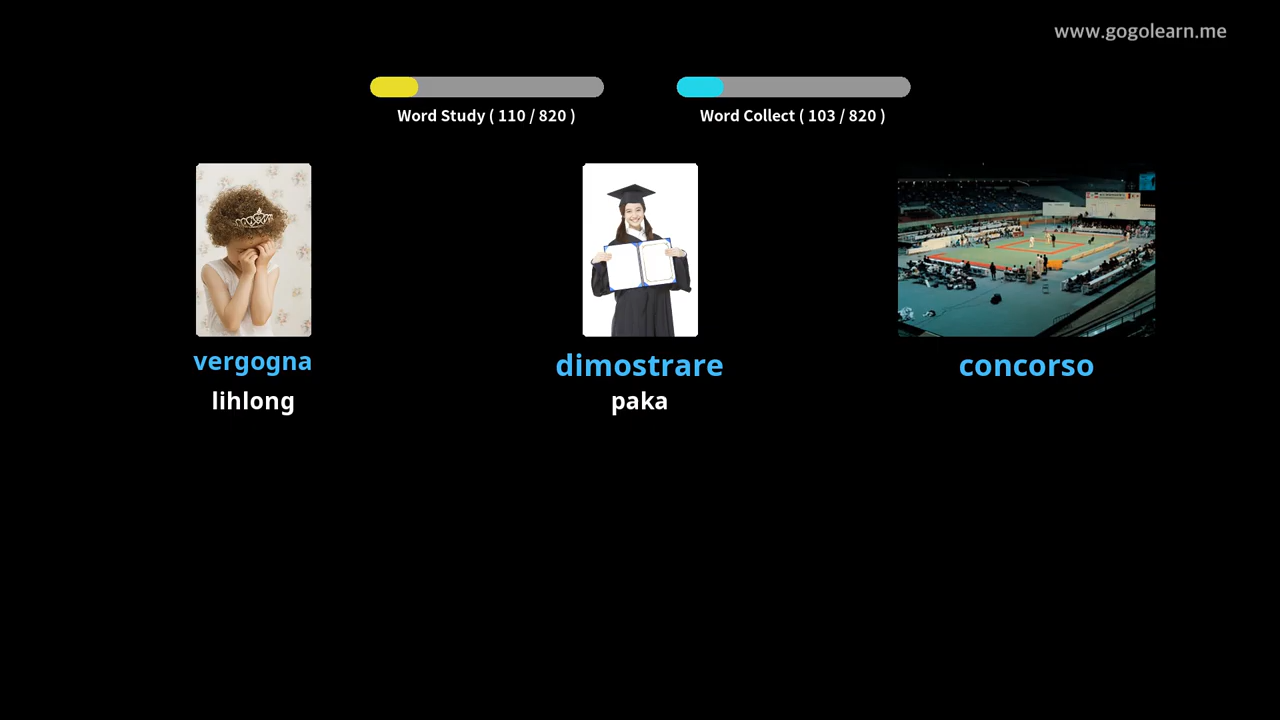 www.gogolearn.me
Word Study ( 110 / 820 )
Word Collect ( 103 / 820 )
vergogna
dimostrare
concorso
lihlong
paka